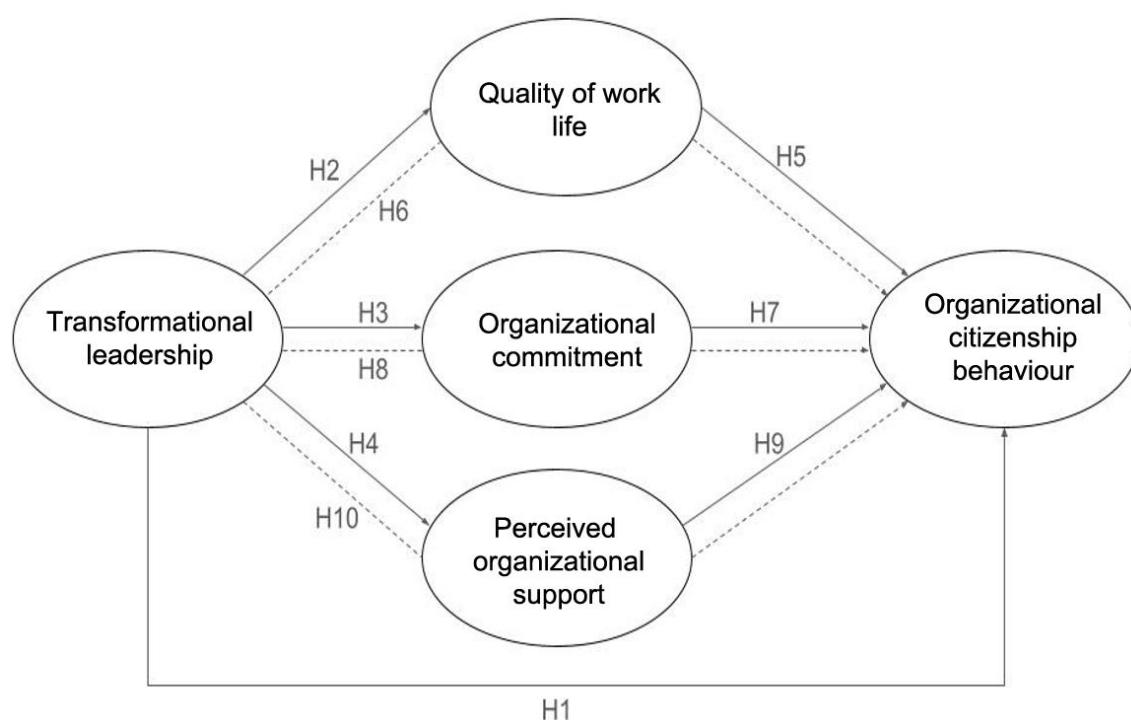 Quality of work
life
H2
H5
H6
Transformational
leadership
H3
H8
Organizational
commitment
H7
Organizational
citizenship
behaviour
H4
H10
Perceived
organizational
support
H9
H1